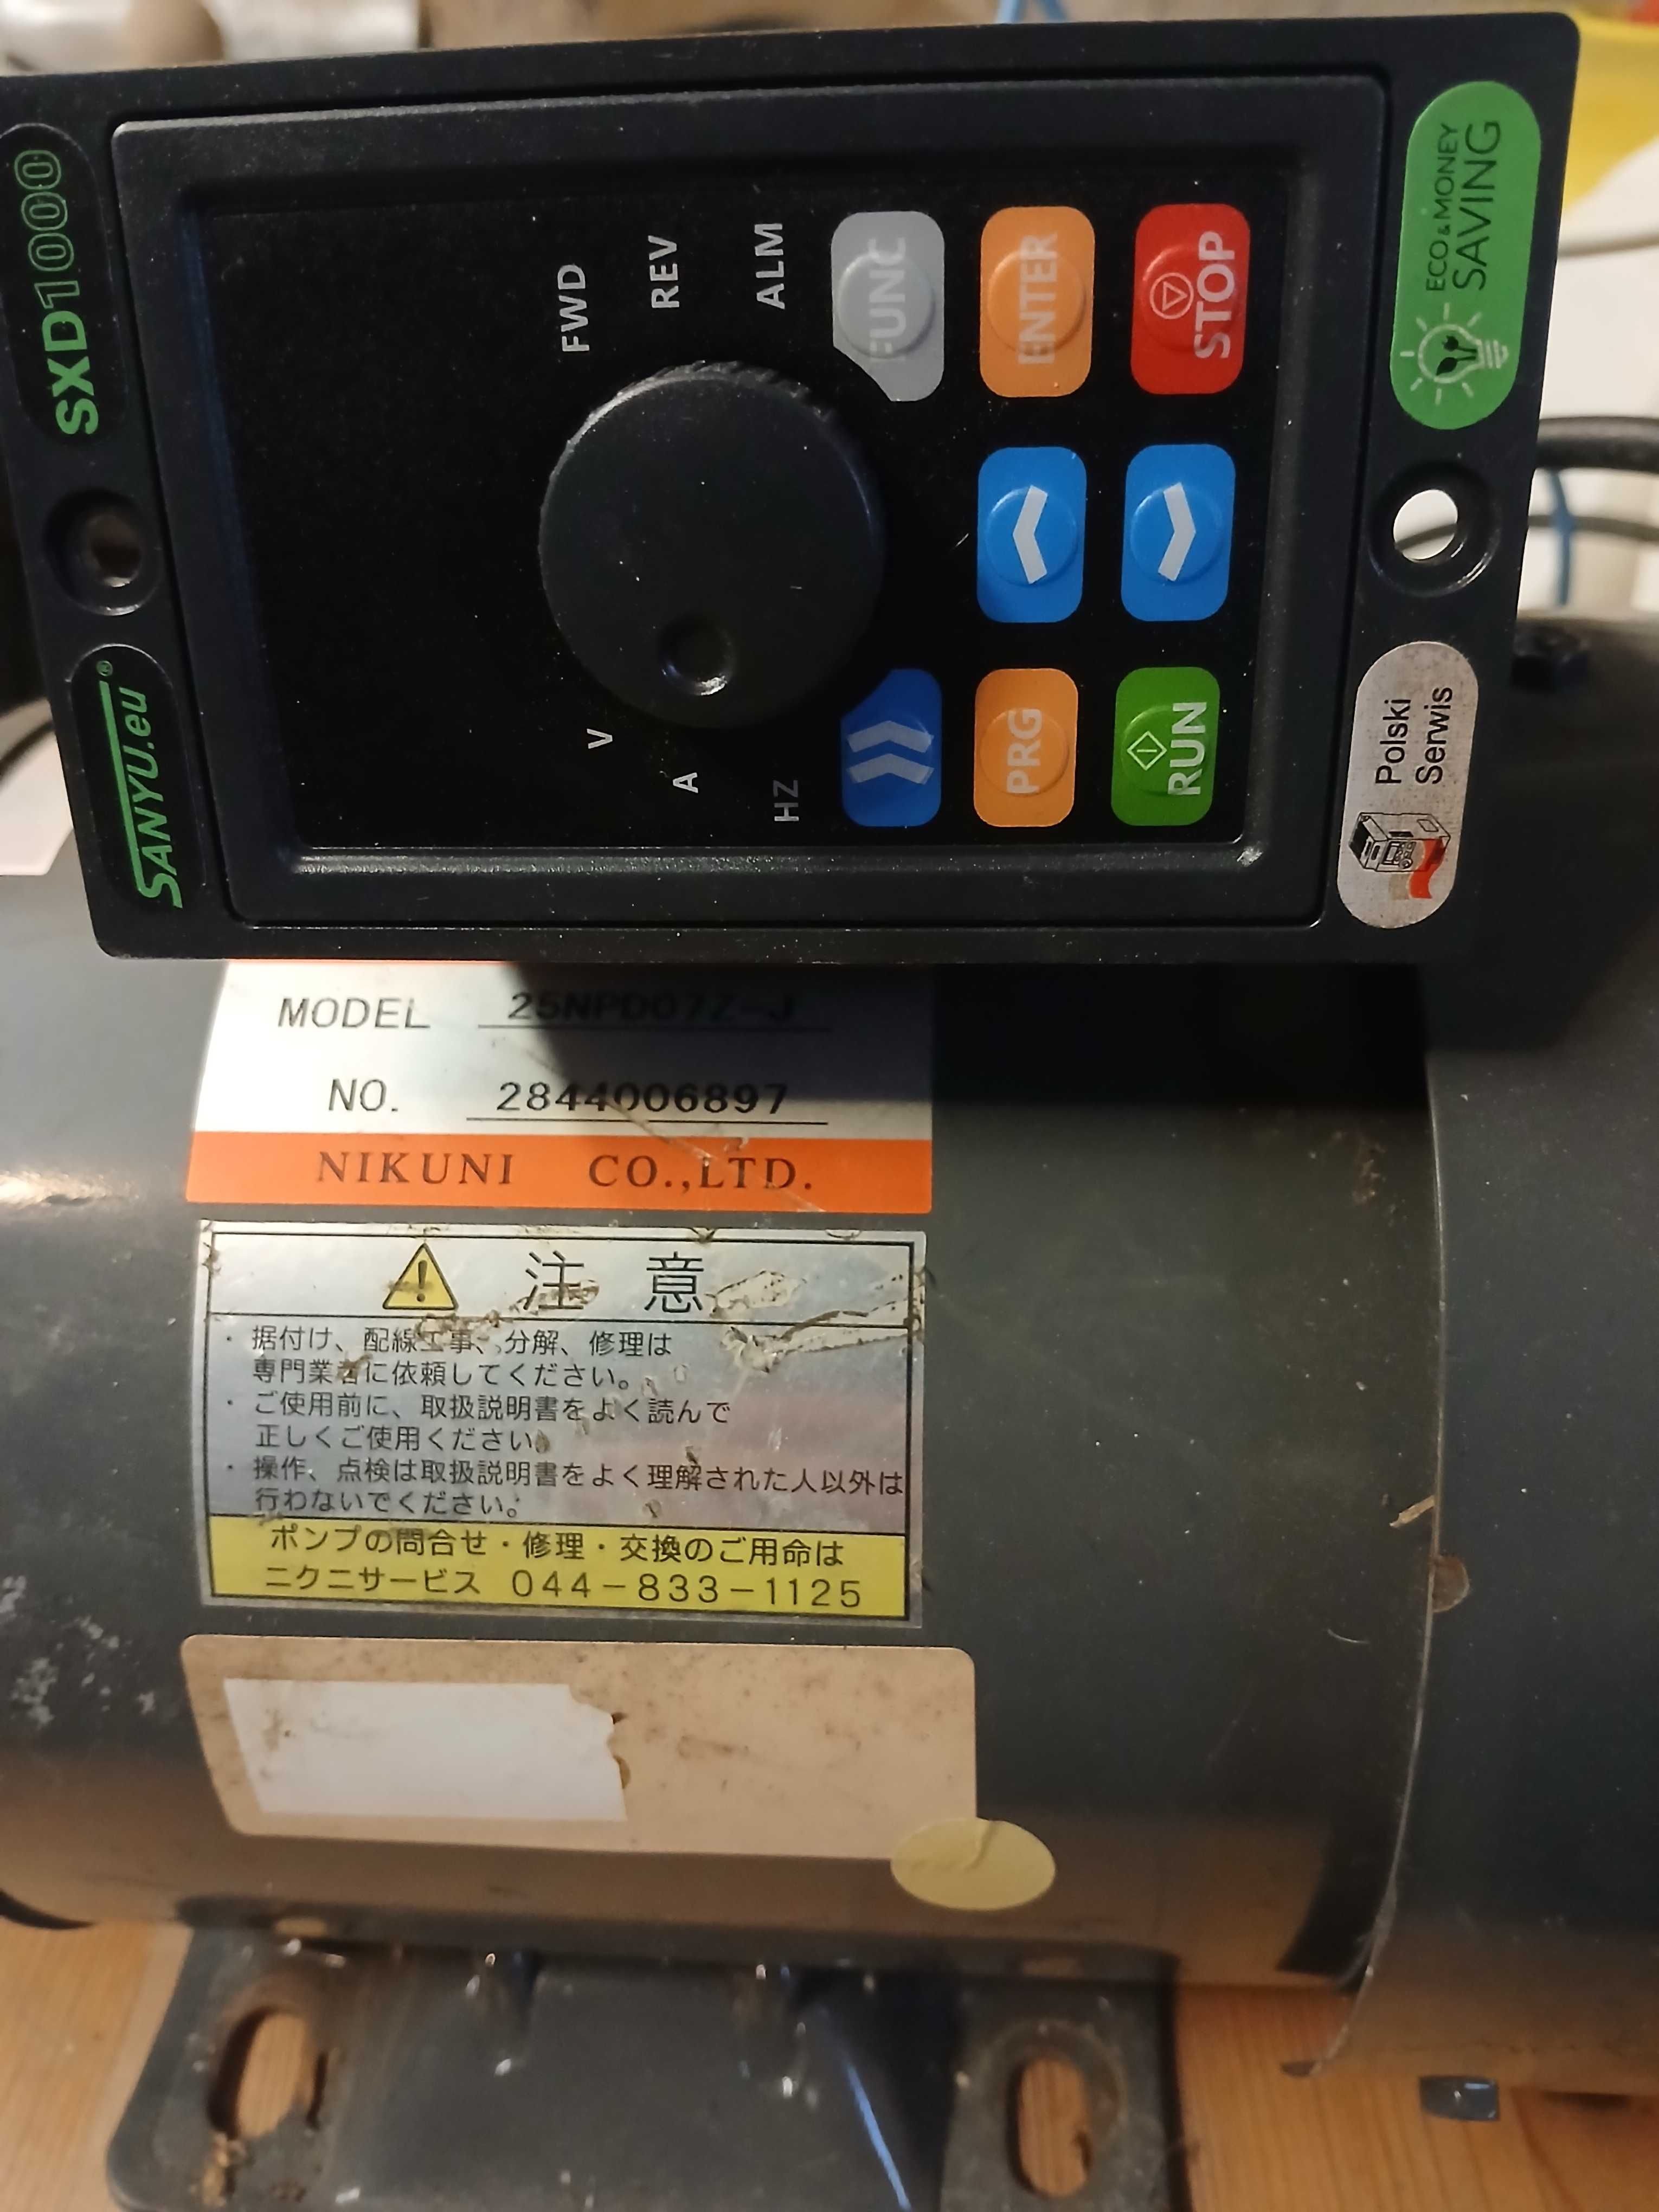 SANYU.eu®
SXD1000
V
A
HZ
FWD
REV
ALM
FUNC
PRG
ENTER
RUN
STOP
Polski
Serwis
ECO&MONEY
SAVING
MODEL 25NPD07Z-J
NO. 2844006897
NIKUNI CO.,LTD.
注意
・据付け、配線工事、分解、修理は
専門業者に依頼してください。
・ご使用前に、取扱説明書をよく読んで
正しくご使用ください。
・操作、点検は取扱説明書をよく理解された人以外は
行わないでください。
ポンプの問合せ・修理・交換のご用命は
ニクニサービス 044-833-1125